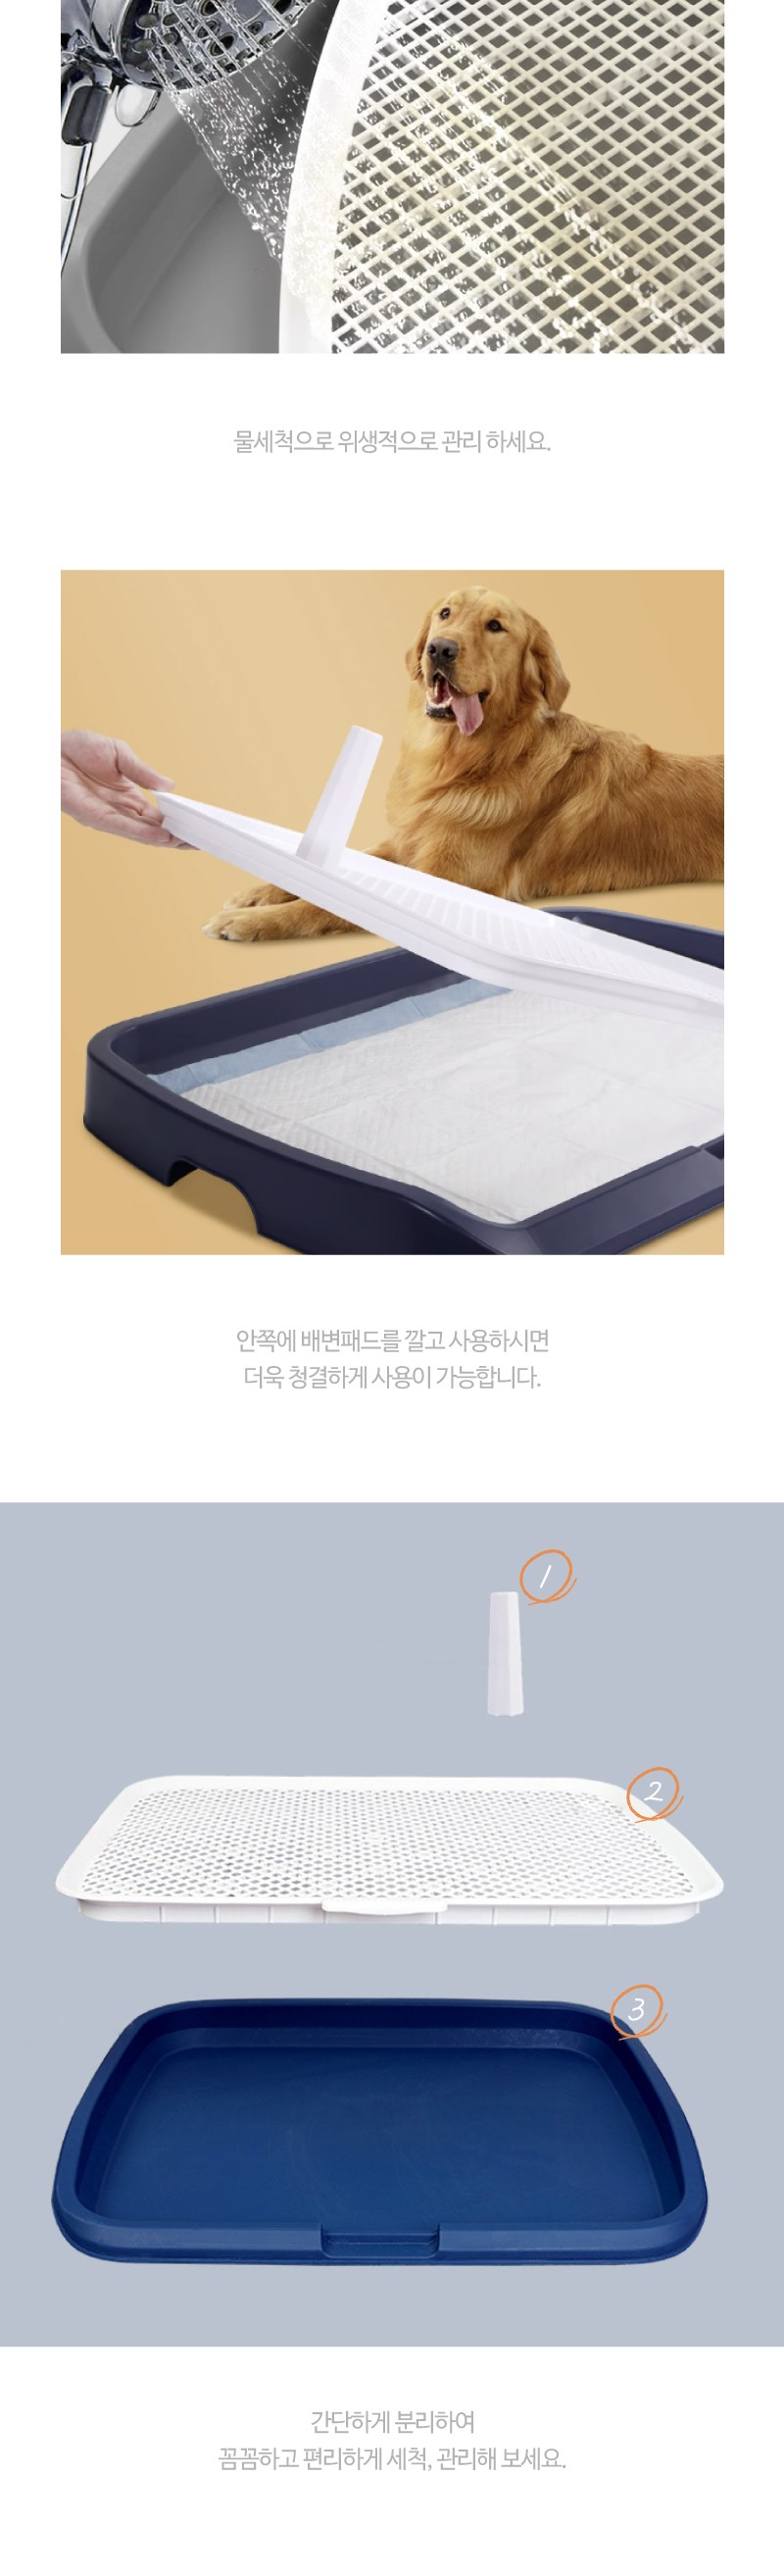 물세척으로 위생적으로 관리 하세요.
안쪽에 배변패드를 깔고 사용하시면
더욱 청결하게 사용이 가능합니다.
1
2
3
간단하게 분리하여
꼼꼼하고 편리하게 세척, 관리해 보세요.